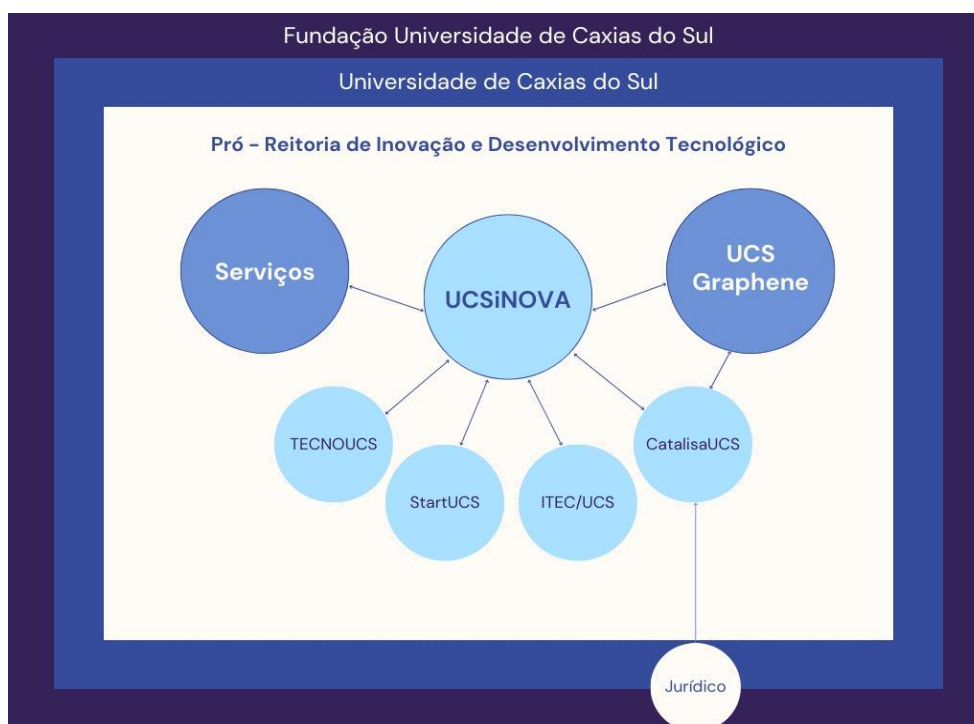 Fundação Universidade de Caxias do Sul
Universidade de Caxias do Sul
Pró - Reitoria de Inovação e Desenvolvimento Tecnológico
Serviços
UCSiNOVA
UCS
Graphene
TECNOUCS
StartUCS
ITEC/UCS
CatalisaUCS
Jurídico